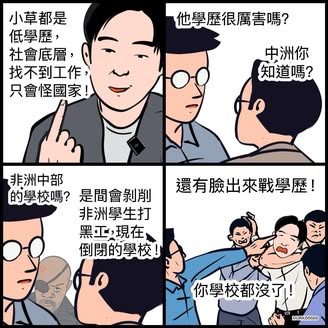 小草都是
低學歷，
社會底層，
找不到工作，
只會怪國家！
他學歷很厲害嗎？
中洲你
知道嗎？
非洲中部
的學校嗎？
是間會剝削
非洲學生打
黑工，現在
倒閉的學校！
還有臉出來戰學歷！
你學校都沒了！